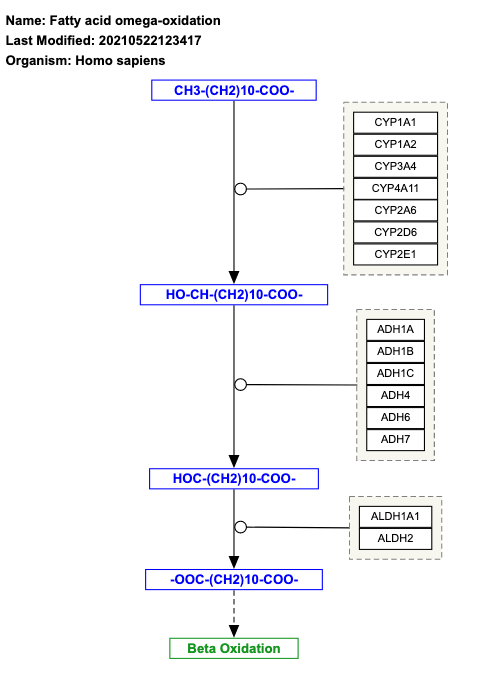 Name: Fatty acid omega-oxidation
Last Modified: 20210522123417
Organism: Homo sapiens
CH3-(CH2)10-COO-
CYP1A1
CYP1A2
CYP3A4
CYP4A11
CYP2A6
CYP2D6
CYP2E1
HO-CH-(CH2)10-COO-
ADH1A
ADH1B
ADH1C
ADH4
ADH6
ADH7
HOC-(CH2)10-COO-
ALDH1A1
ALDH2
-OOC-(CH2)10-COO-
Beta Oxidation